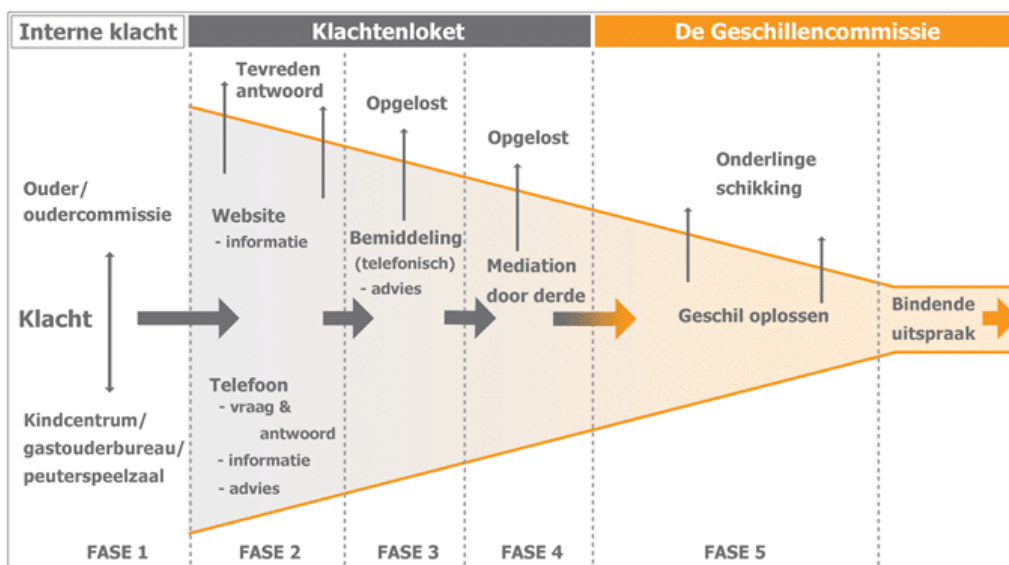 Interne klacht
Klachtenloket
De Geschillencommissie
Ouder/
oudercommissie
Klacht
Kindcentrum/
gastouderbureau/
peuterspeelzaal
Tevreden
antwoord
Website
- informatie
Telefoon
- vraag &
antwoord
- informatie
- advies
Opgelost
Bemiddeling
(telefonisch)
- advies
Opgelost
Mediation
door derde
Onderlinge
schikking
Geschil oplossen
Bindende
uitspraak
FASE 1
FASE 2
FASE 3
FASE 4
FASE 5